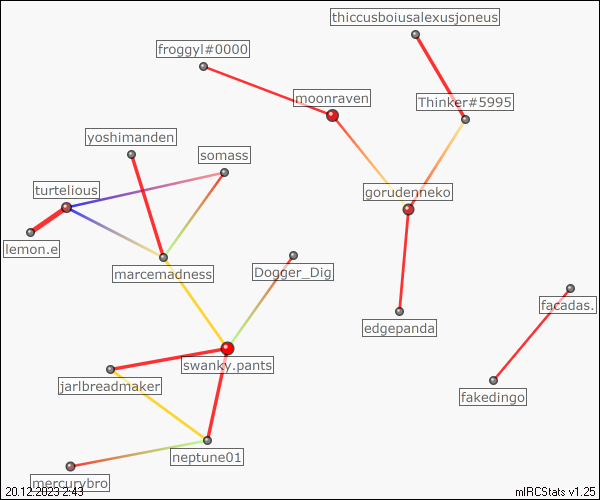 thiccusboiusalexusjoneus
froggyl#0000
moonraven
Thinker#5995
yoshimanden
somass
turtelious
gorudenneko
lemon.e
marcemadness
Dogger_Dig
facadas.
edgepanda
swanky.pants
jarlbreadmaker
fakedingo
neptune01
mercurybro
20.12.2023 2:43
mIRCStats v1.25